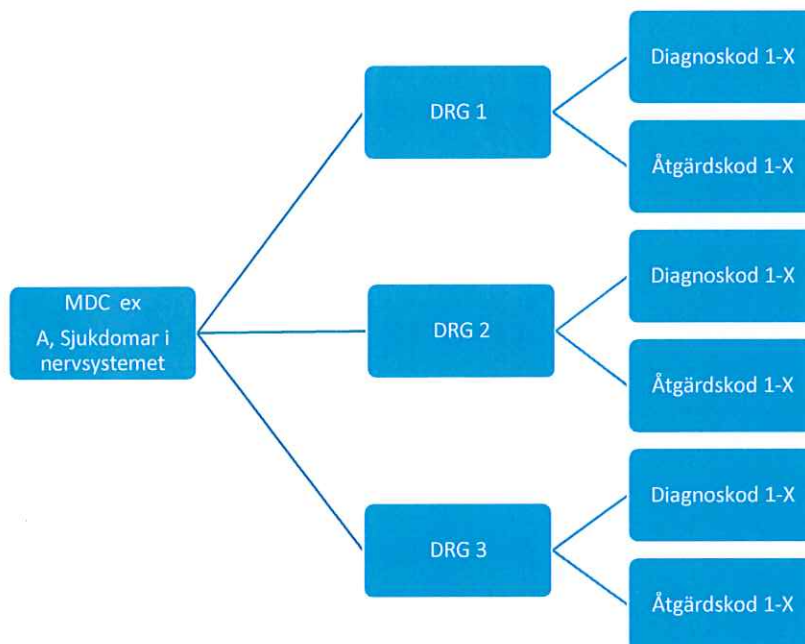 MDC ex
A, Sjukdomar i
nervsystemet
DRG 1
Diagnoskod 1-X
Åtgärdskod 1-X
DRG 2
Diagnoskod 1-X
Åtgärdskod 1-X
DRG 3
Diagnoskod 1-X
Åtgärdskod 1-X